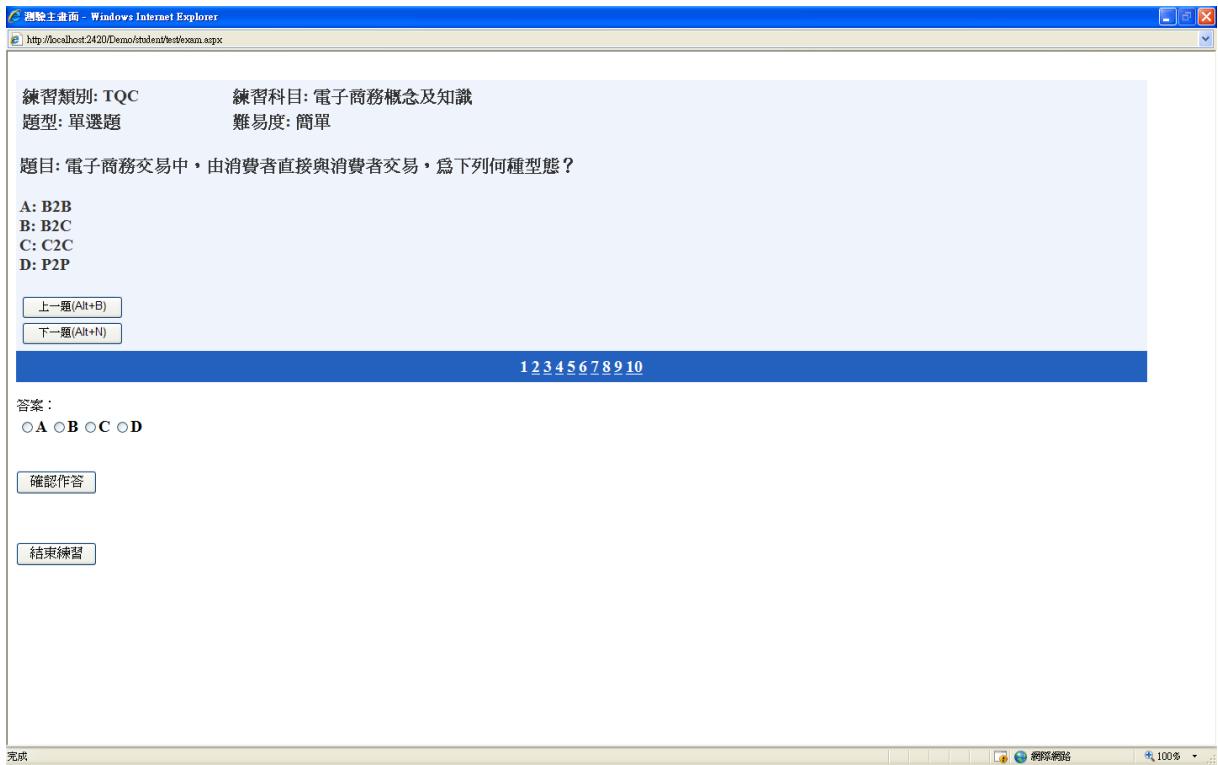 測驗主畫面 - Windows Internet Explorer
http://localhost:2420/Demo/student/test/exam.aspx
練習類別: TQC 練習科目: 電子商務概念及知識
題型: 單選題 難易度: 簡單
題目: 電子商務交易中，由消費者直接與消費者交易，為下列何種型態？
A: B2B
B: B2C
C: C2C
D: P2P
上一題(Alt+B)
下一題(Alt+N)
1 2 3 4 5 6 7 8 9 10
答案：
A B C D
確認作答
結束練習
完成 網際網路 100%